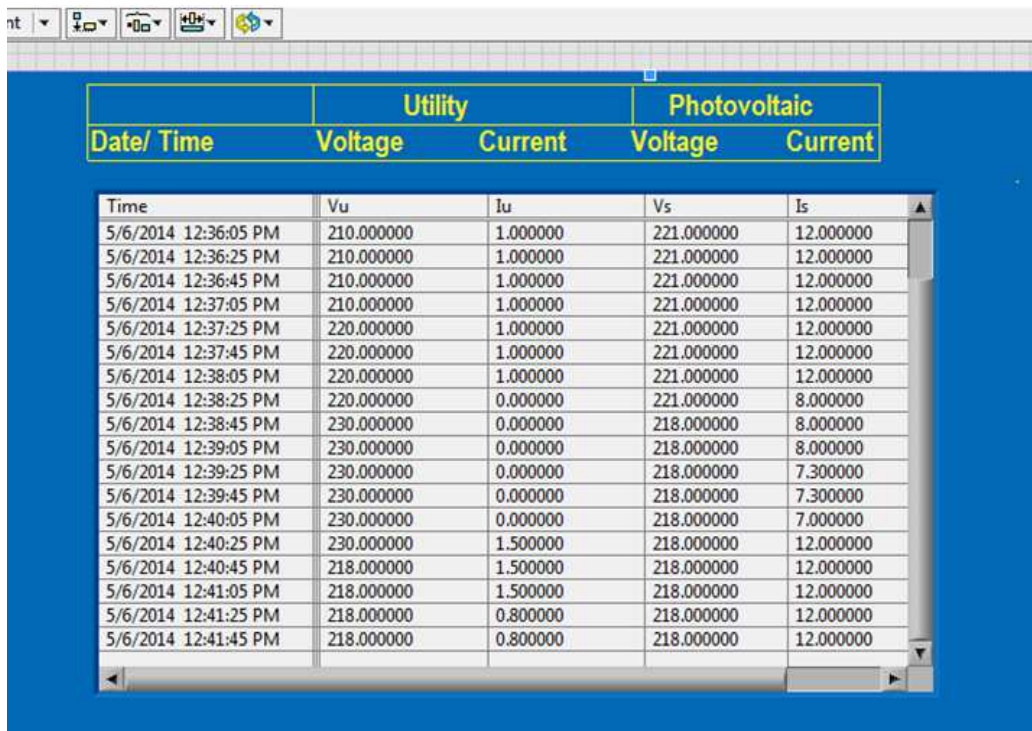 nt
Utility Photovoltaic
Date/ Time Voltage Current Voltage Current
Time Vu Iu Vs Is
5/6/2014 12:36:05 PM 210.000000 1.000000 221.000000 12.000000
5/6/2014 12:36:25 PM 210.000000 1.000000 221.000000 12.000000
5/6/2014 12:36:45 PM 210.000000 1.000000 221.000000 12.000000
5/6/2014 12:37:05 PM 210.000000 1.000000 221.000000 12.000000
5/6/2014 12:37:25 PM 220.000000 1.000000 221.000000 12.000000
5/6/2014 12:37:45 PM 220.000000 1.000000 221.000000 12.000000
5/6/2014 12:38:05 PM 220.000000 1.000000 221.000000 12.000000
5/6/2014 12:38:25 PM 220.000000 0.000000 221.000000 8.000000
5/6/2014 12:38:45 PM 230.000000 0.000000 218.000000 8.000000
5/6/2014 12:39:05 PM 230.000000 0.000000 218.000000 8.000000
5/6/2014 12:39:25 PM 230.000000 0.000000 218.000000 7.300000
5/6/2014 12:39:45 PM 230.000000 0.000000 218.000000 7.300000
5/6/2014 12:40:05 PM 230.000000 0.000000 218.000000 7.000000
5/6/2014 12:40:25 PM 230.000000 1.500000 218.000000 12.000000
5/6/2014 12:40:45 PM 218.000000 1.500000 218.000000 12.000000
5/6/2014 12:41:05 PM 218.000000 1.500000 218.000000 12.000000
5/6/2014 12:41:25 PM 218.000000 0.800000 218.000000 12.000000
5/6/2014 12:41:45 PM 218.000000 0.800000 218.000000 12.000000